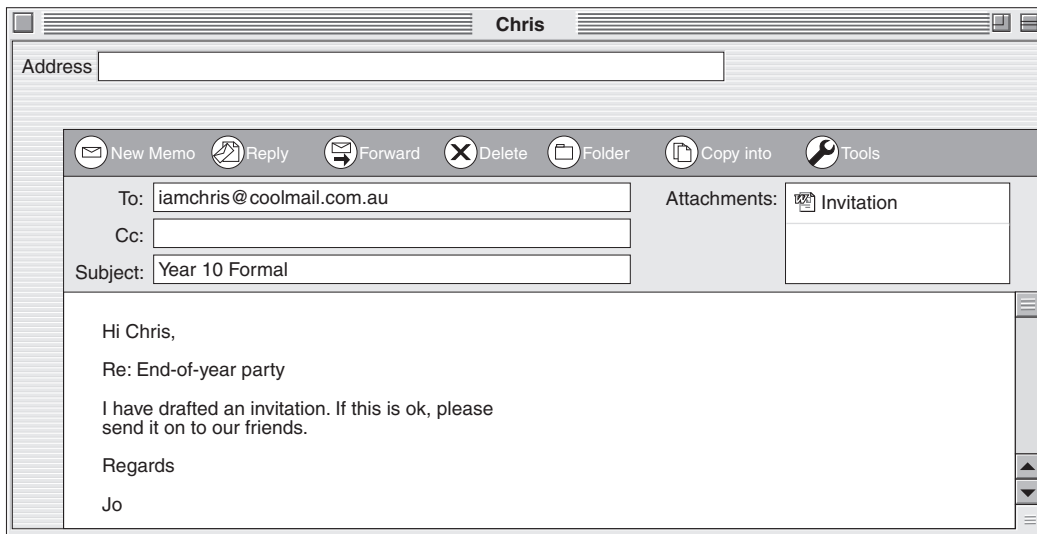 Chris
Address
New Memo Reply Forward Delete Folder Copy into Tools
To: iamchris@coolmail.com.au Attachments: Invitation
Cc:
Subject: Year 10 Formal
Hi Chris,
Re: End-of-year party
I have drafted an invitation. If this is ok, please
send it on to our friends.
Regards
Jo